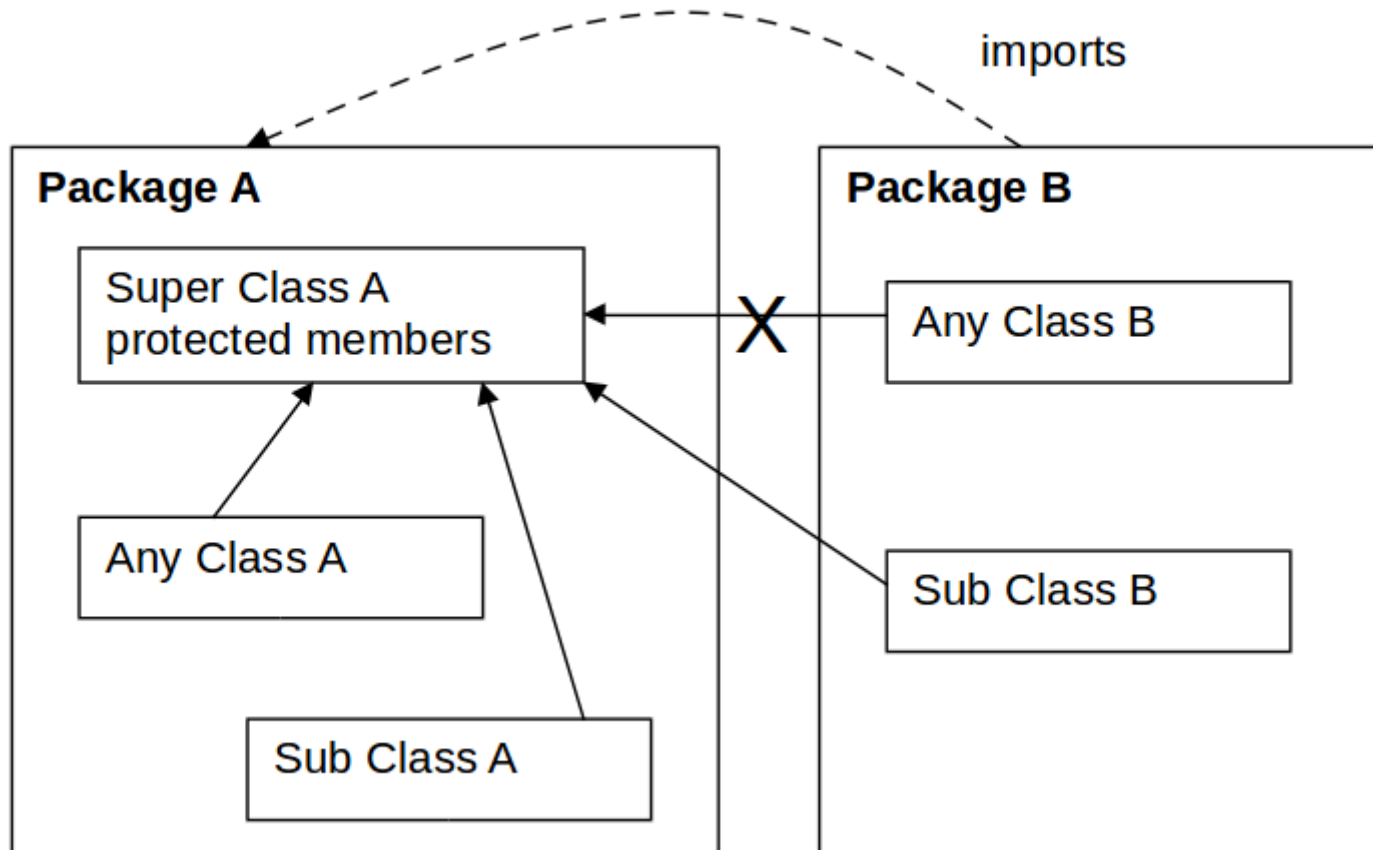 imports
Package A
Package B
Super Class A
protected members
X
Any Class B
Any Class A
Sub Class B
Sub Class A